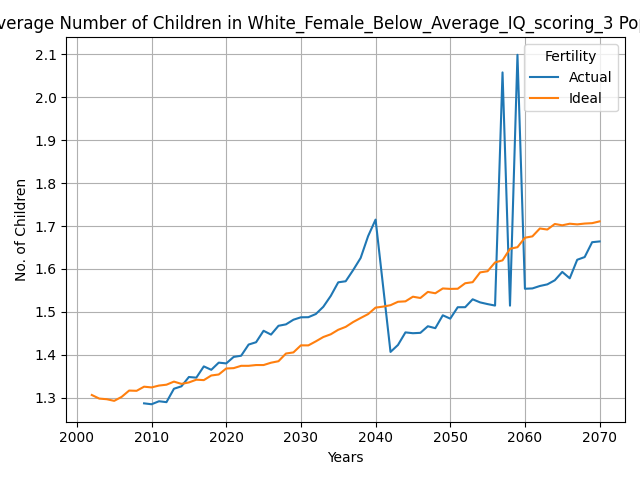 verage Number of Children in White_Female_Below_Average_IQ_scoring_3 Po
Fertility
Actual
Ideal
No. of Children
2.1
2.0
1.9
1.8
1.7
1.6
1.5
1.4
1.3
2000 2010 2020 2030 2040 2050 2060 2070
Years